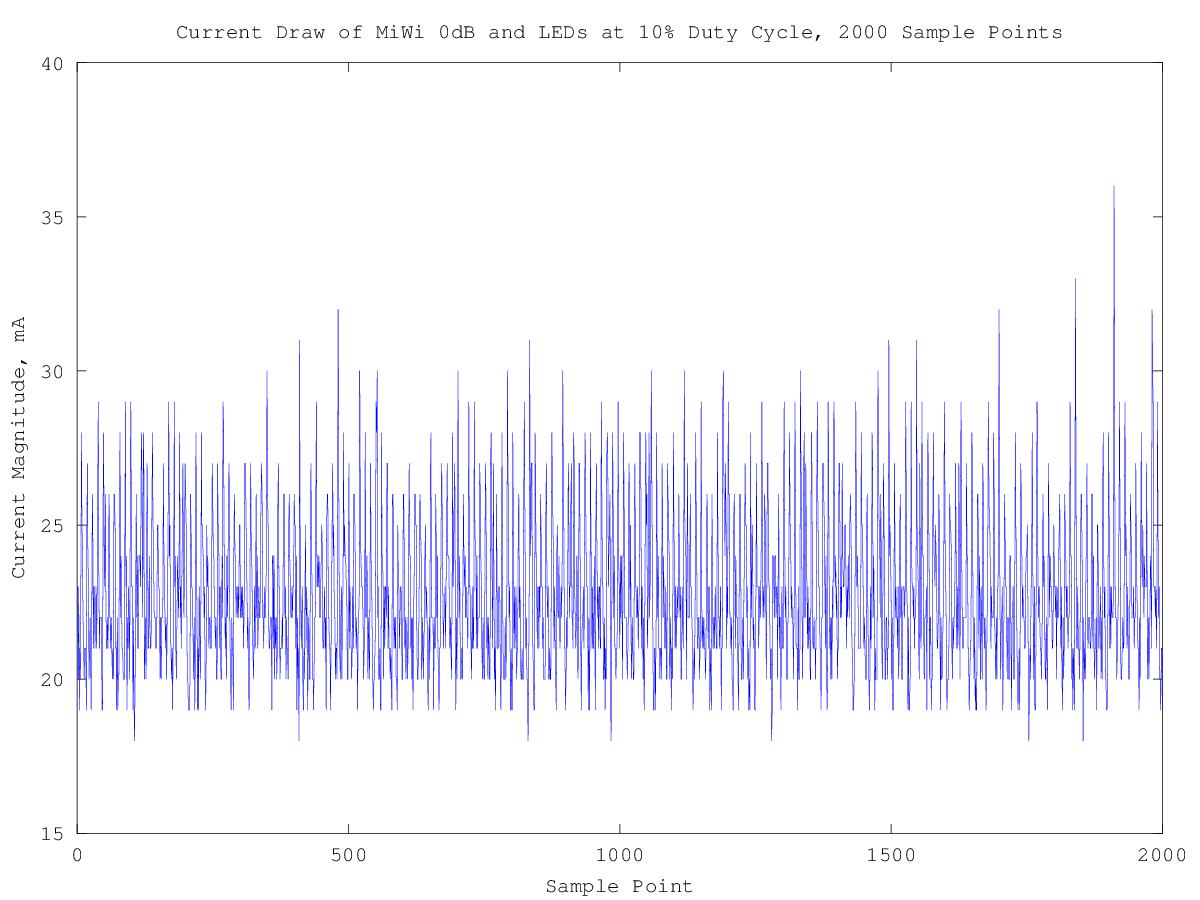 Current Draw of MiWi 0dB and LEDs at 10% Duty Cycle, 2000 Sample Points
40
35
30
25
20
15
Current Magnitude, mA
0 500 1000 1500 2000
Sample Point